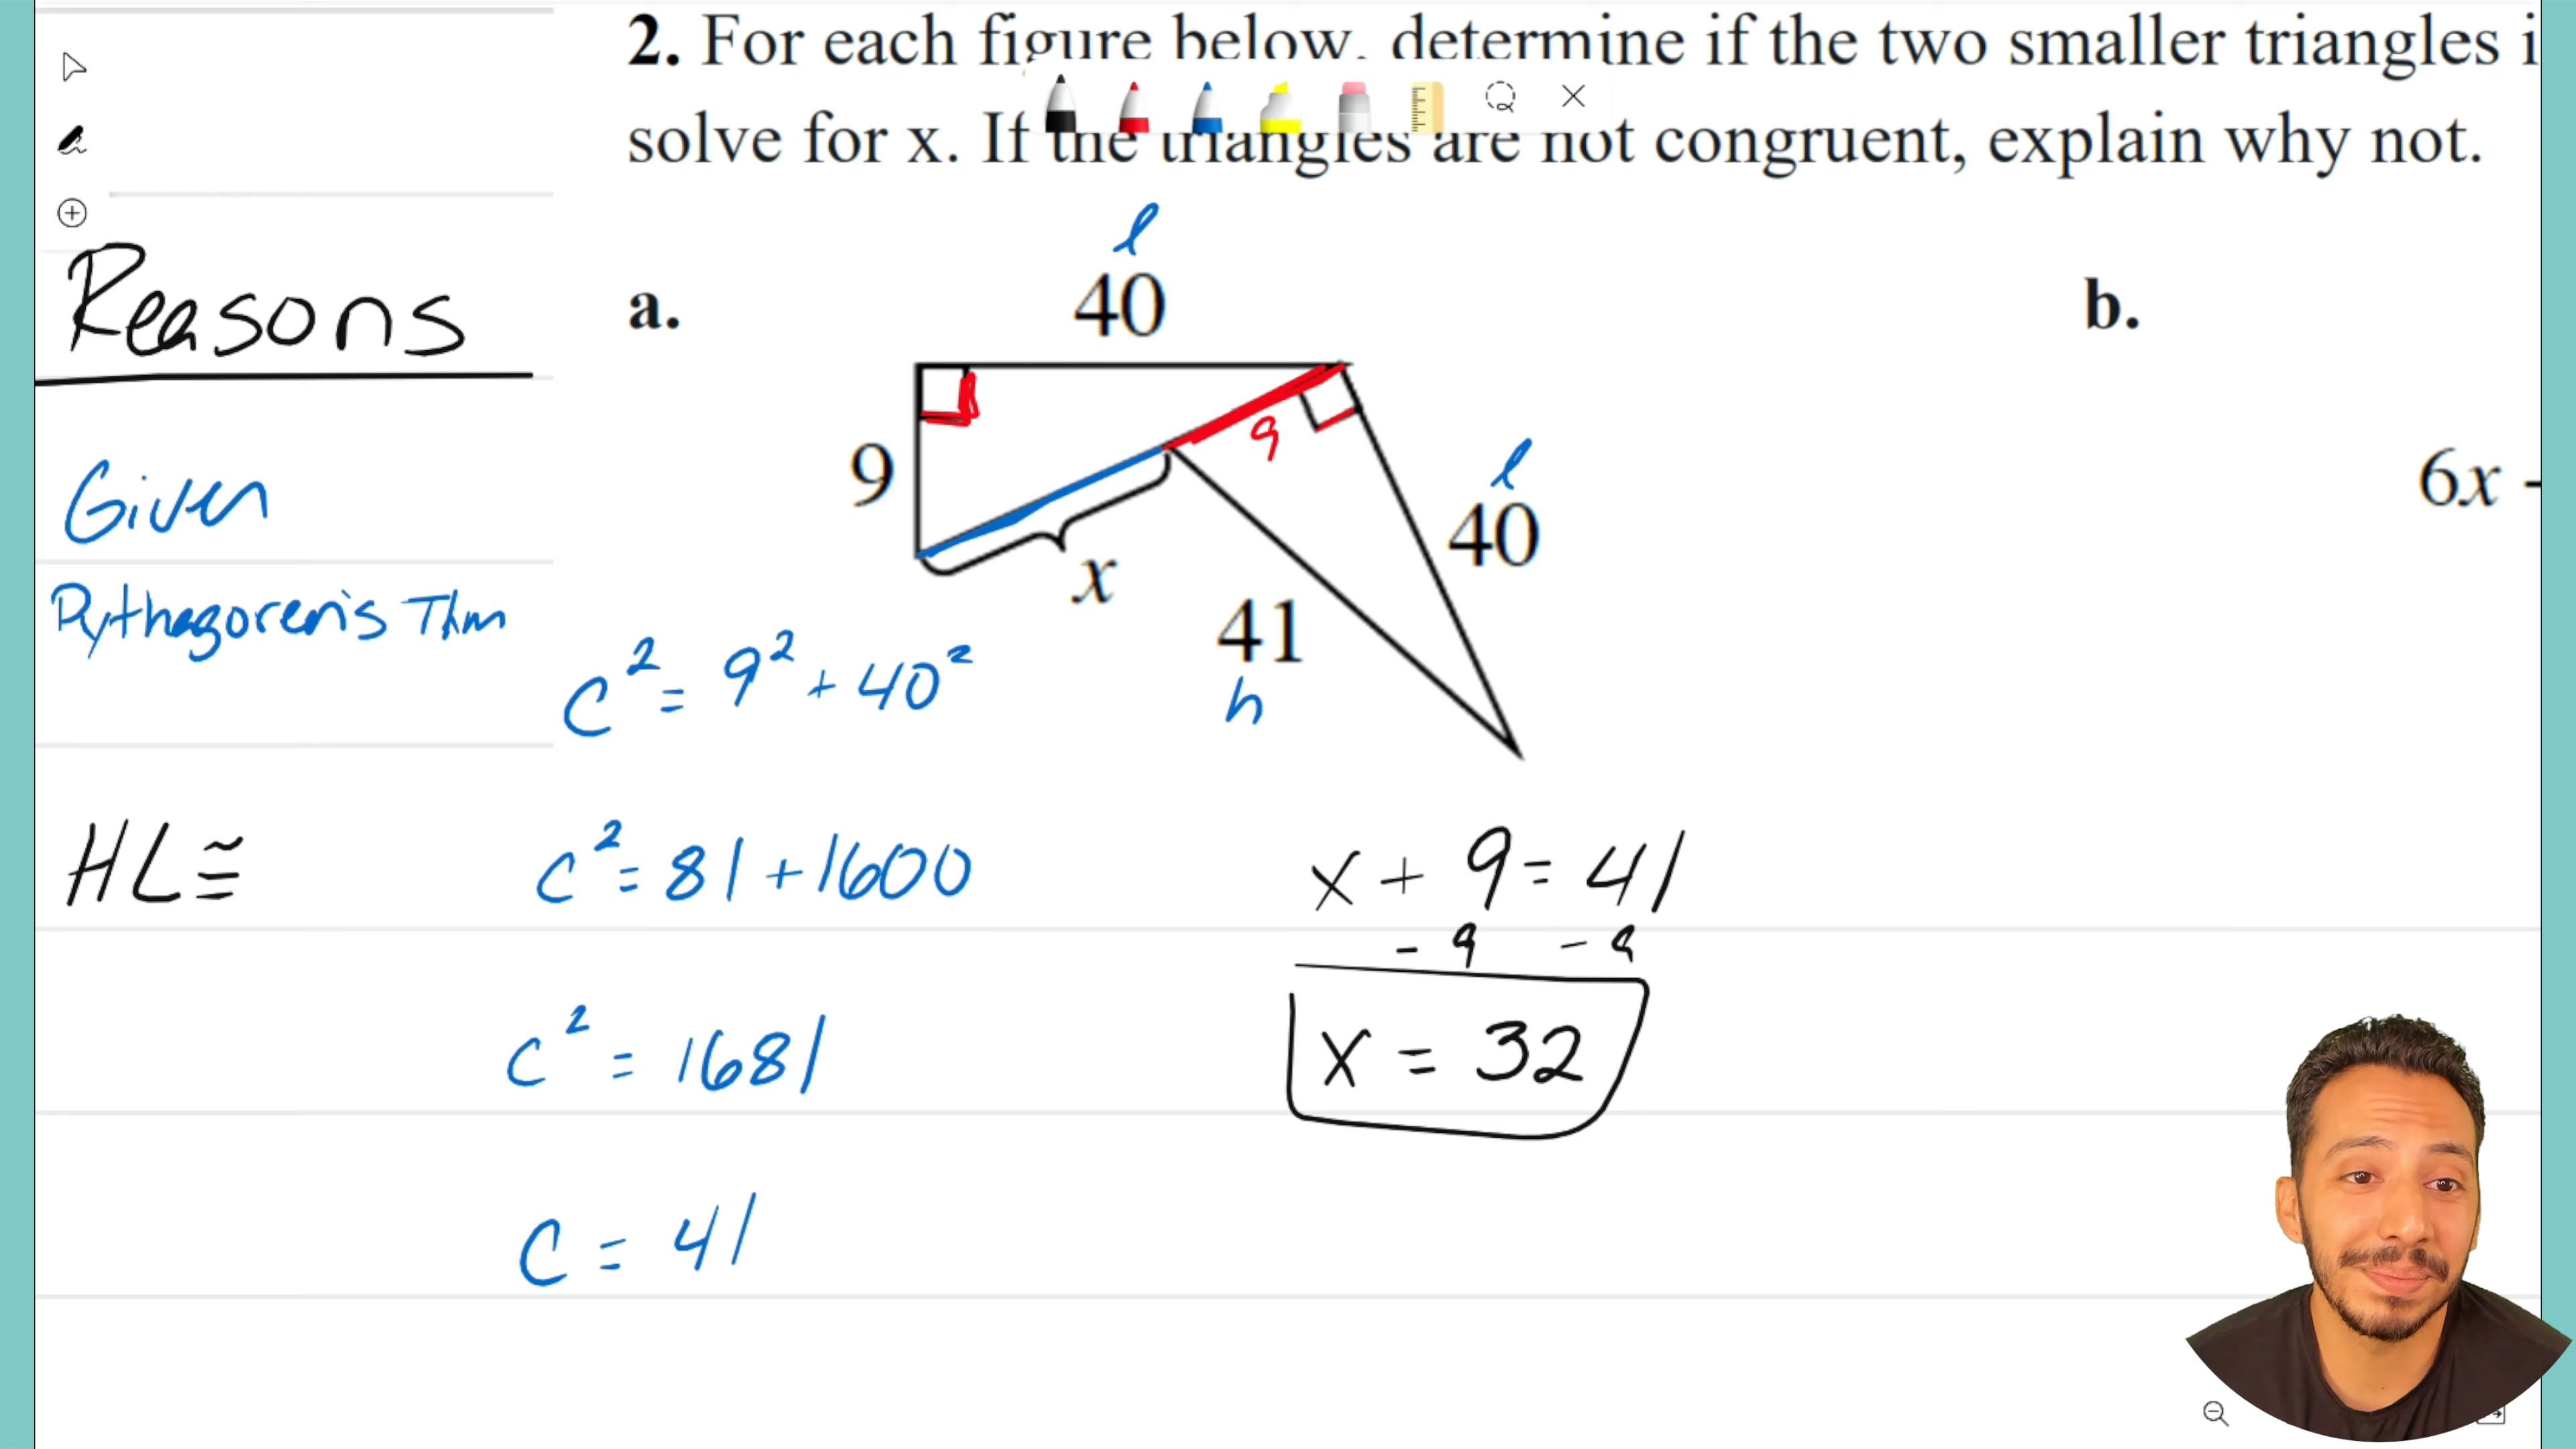 2. For each figure below, determine if the two smaller triangles i
solve for x. If the triangles are not congruent, explain why not.
Reasons
Given
Pythagoren's Thm
HL≅
a.
l
40
9
9
x
l
40
41
h
c² = 9² + 40²
c² = 81 + 1600
c² = 1681
c = 41
x + 9 = 41
- 9 - 9
x = 32
b.
6x -